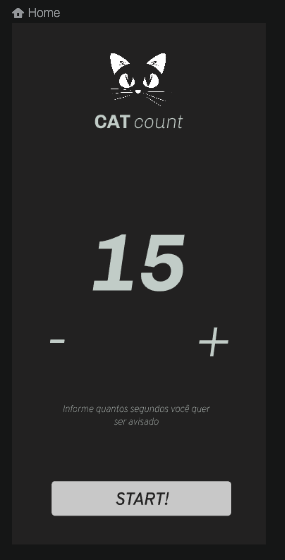 Home
CAT count
15
- +
Informe quantos segundos você quer
ser avisado
START!